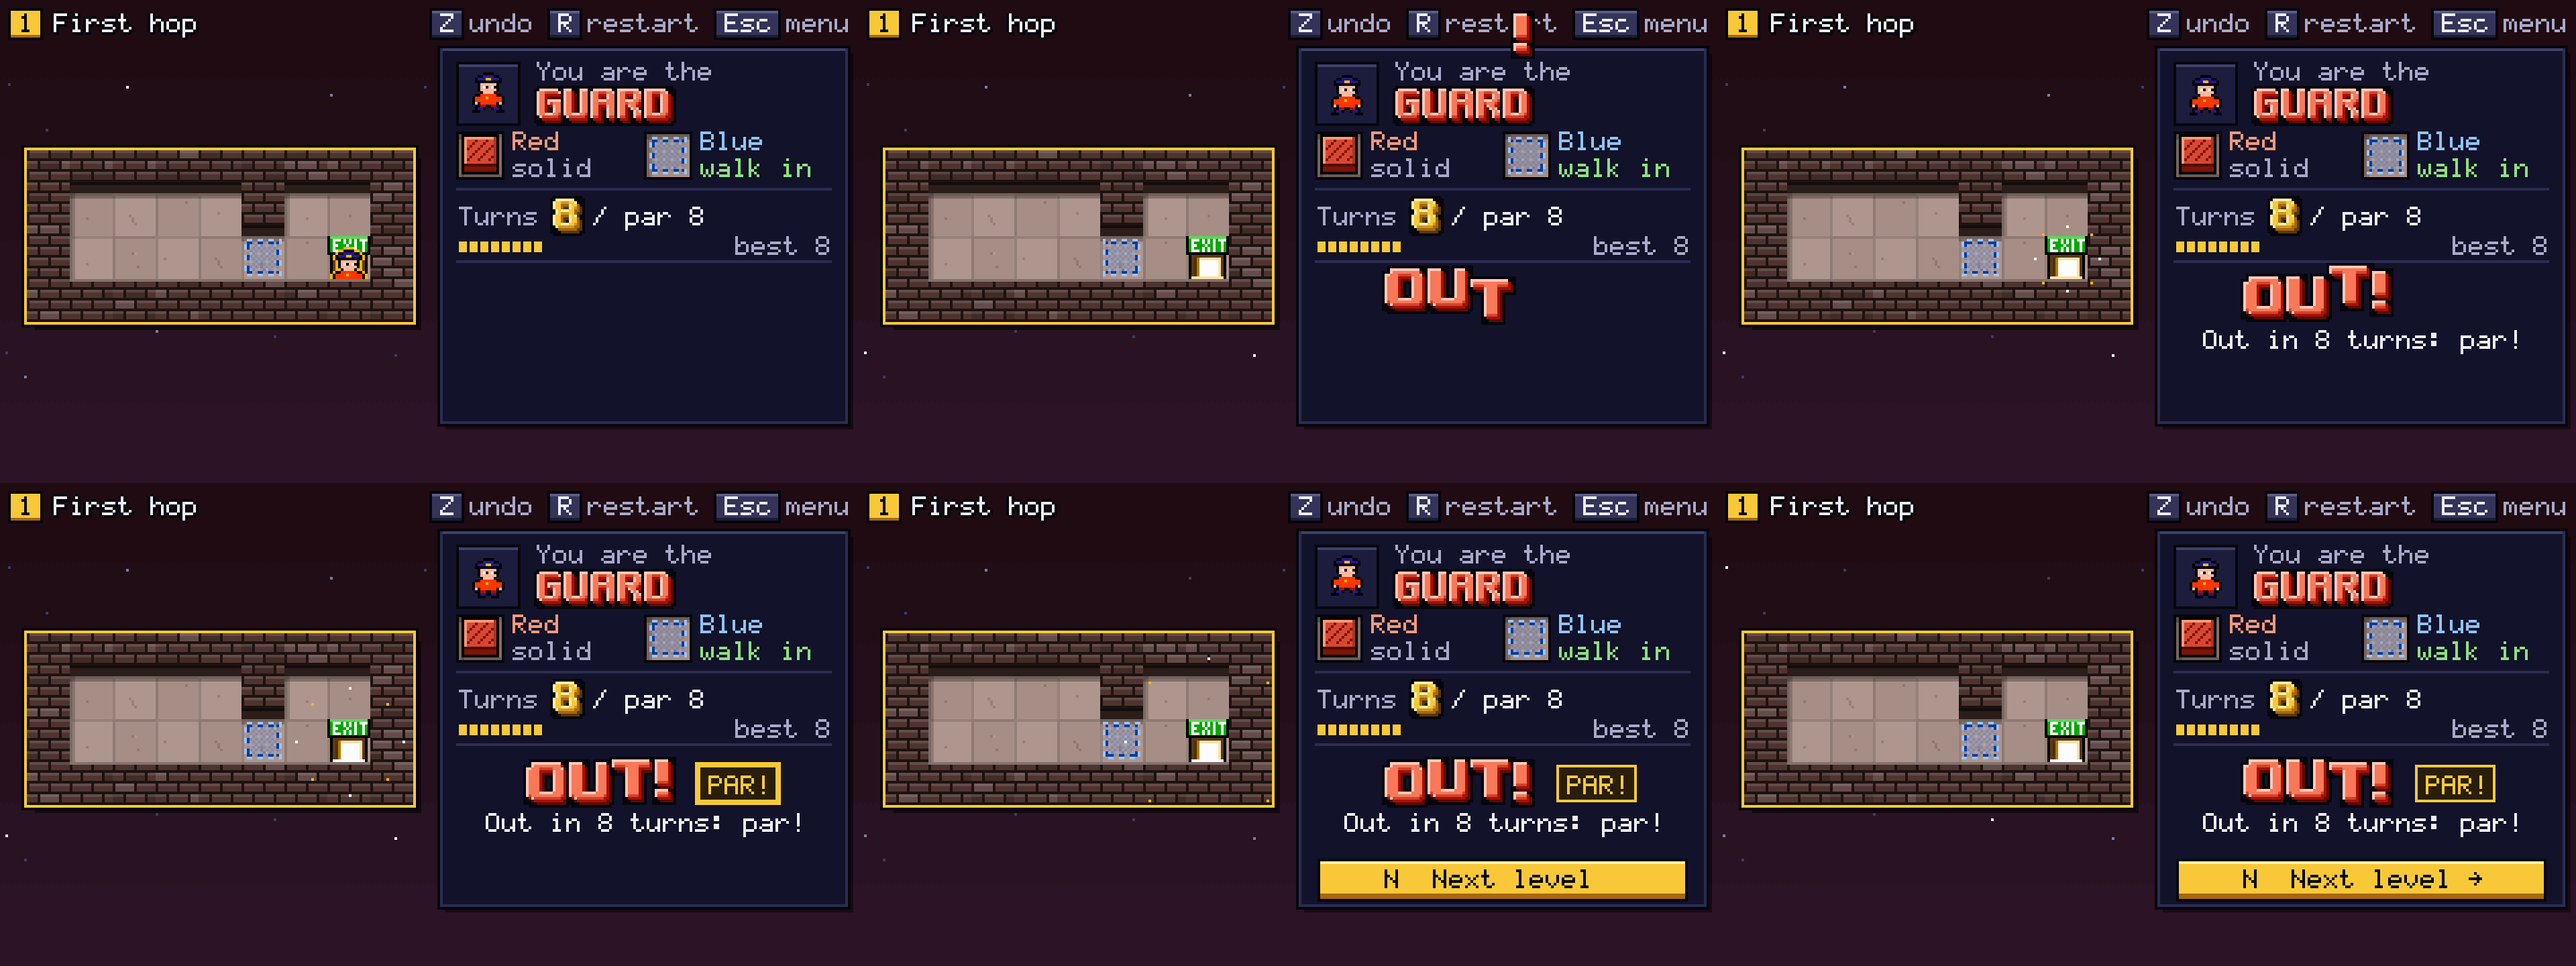 1 First hop Z undo R restart Esc menu
You are the
GUARD
Red Blue
solid walk in
Turns 8 / par 8
best 8
EXIT
1 First hop Z undo R rest!t Esc menu
You are the
GUARD
Red Blue
solid walk in
Turns 8 / par 8
best 8
EXIT
OUT
1 First hop Z undo R restart Esc menu
You are the
GUARD
Red Blue
solid walk in
Turns 8 / par 8
best 8
EXIT
OUT!
Out in 8 turns: par!
1 First hop Z undo R restart Esc menu
You are the
GUARD
Red Blue
solid walk in
Turns 8 / par 8
best 8
EXIT
OUT! PAR!
Out in 8 turns: par!
1 First hop Z undo R restart Esc menu
You are the
GUARD
Red Blue
solid walk in
Turns 8 / par 8
best 8
EXIT
OUT! PAR!
Out in 8 turns: par!
N Next level
1 First hop Z undo R restart Esc menu
You are the
GUARD
Red Blue
solid walk in
Turns 8 / par 8
best 8
EXIT
OUT! PAR!
Out in 8 turns: par!
N Next level →